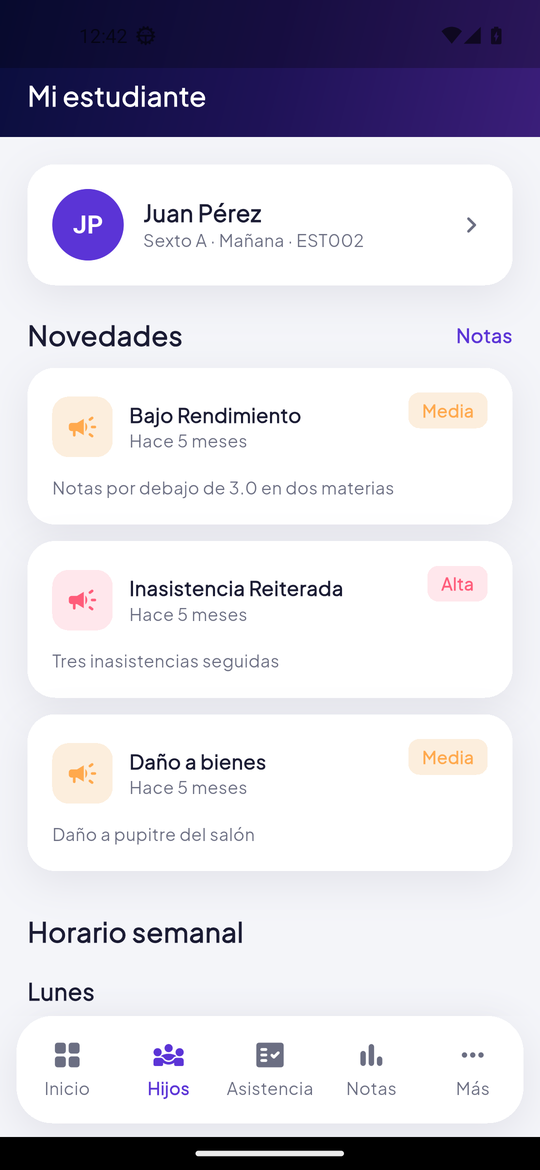 12:42
Mi estudiante
JP
Juan Pérez
Sexto A · Mañana · EST002
Novedades
Notas
Bajo Rendimiento
Media
Hace 5 meses
Notas por debajo de 3.0 en dos materias
Inasistencia Reiterada
Alta
Hace 5 meses
Tres inasistencias seguidas
Daño a bienes
Media
Hace 5 meses
Daño a pupitre del salón
Horario semanal
Lunes
Inicio
Hijos
Asistencia
Notas
Más